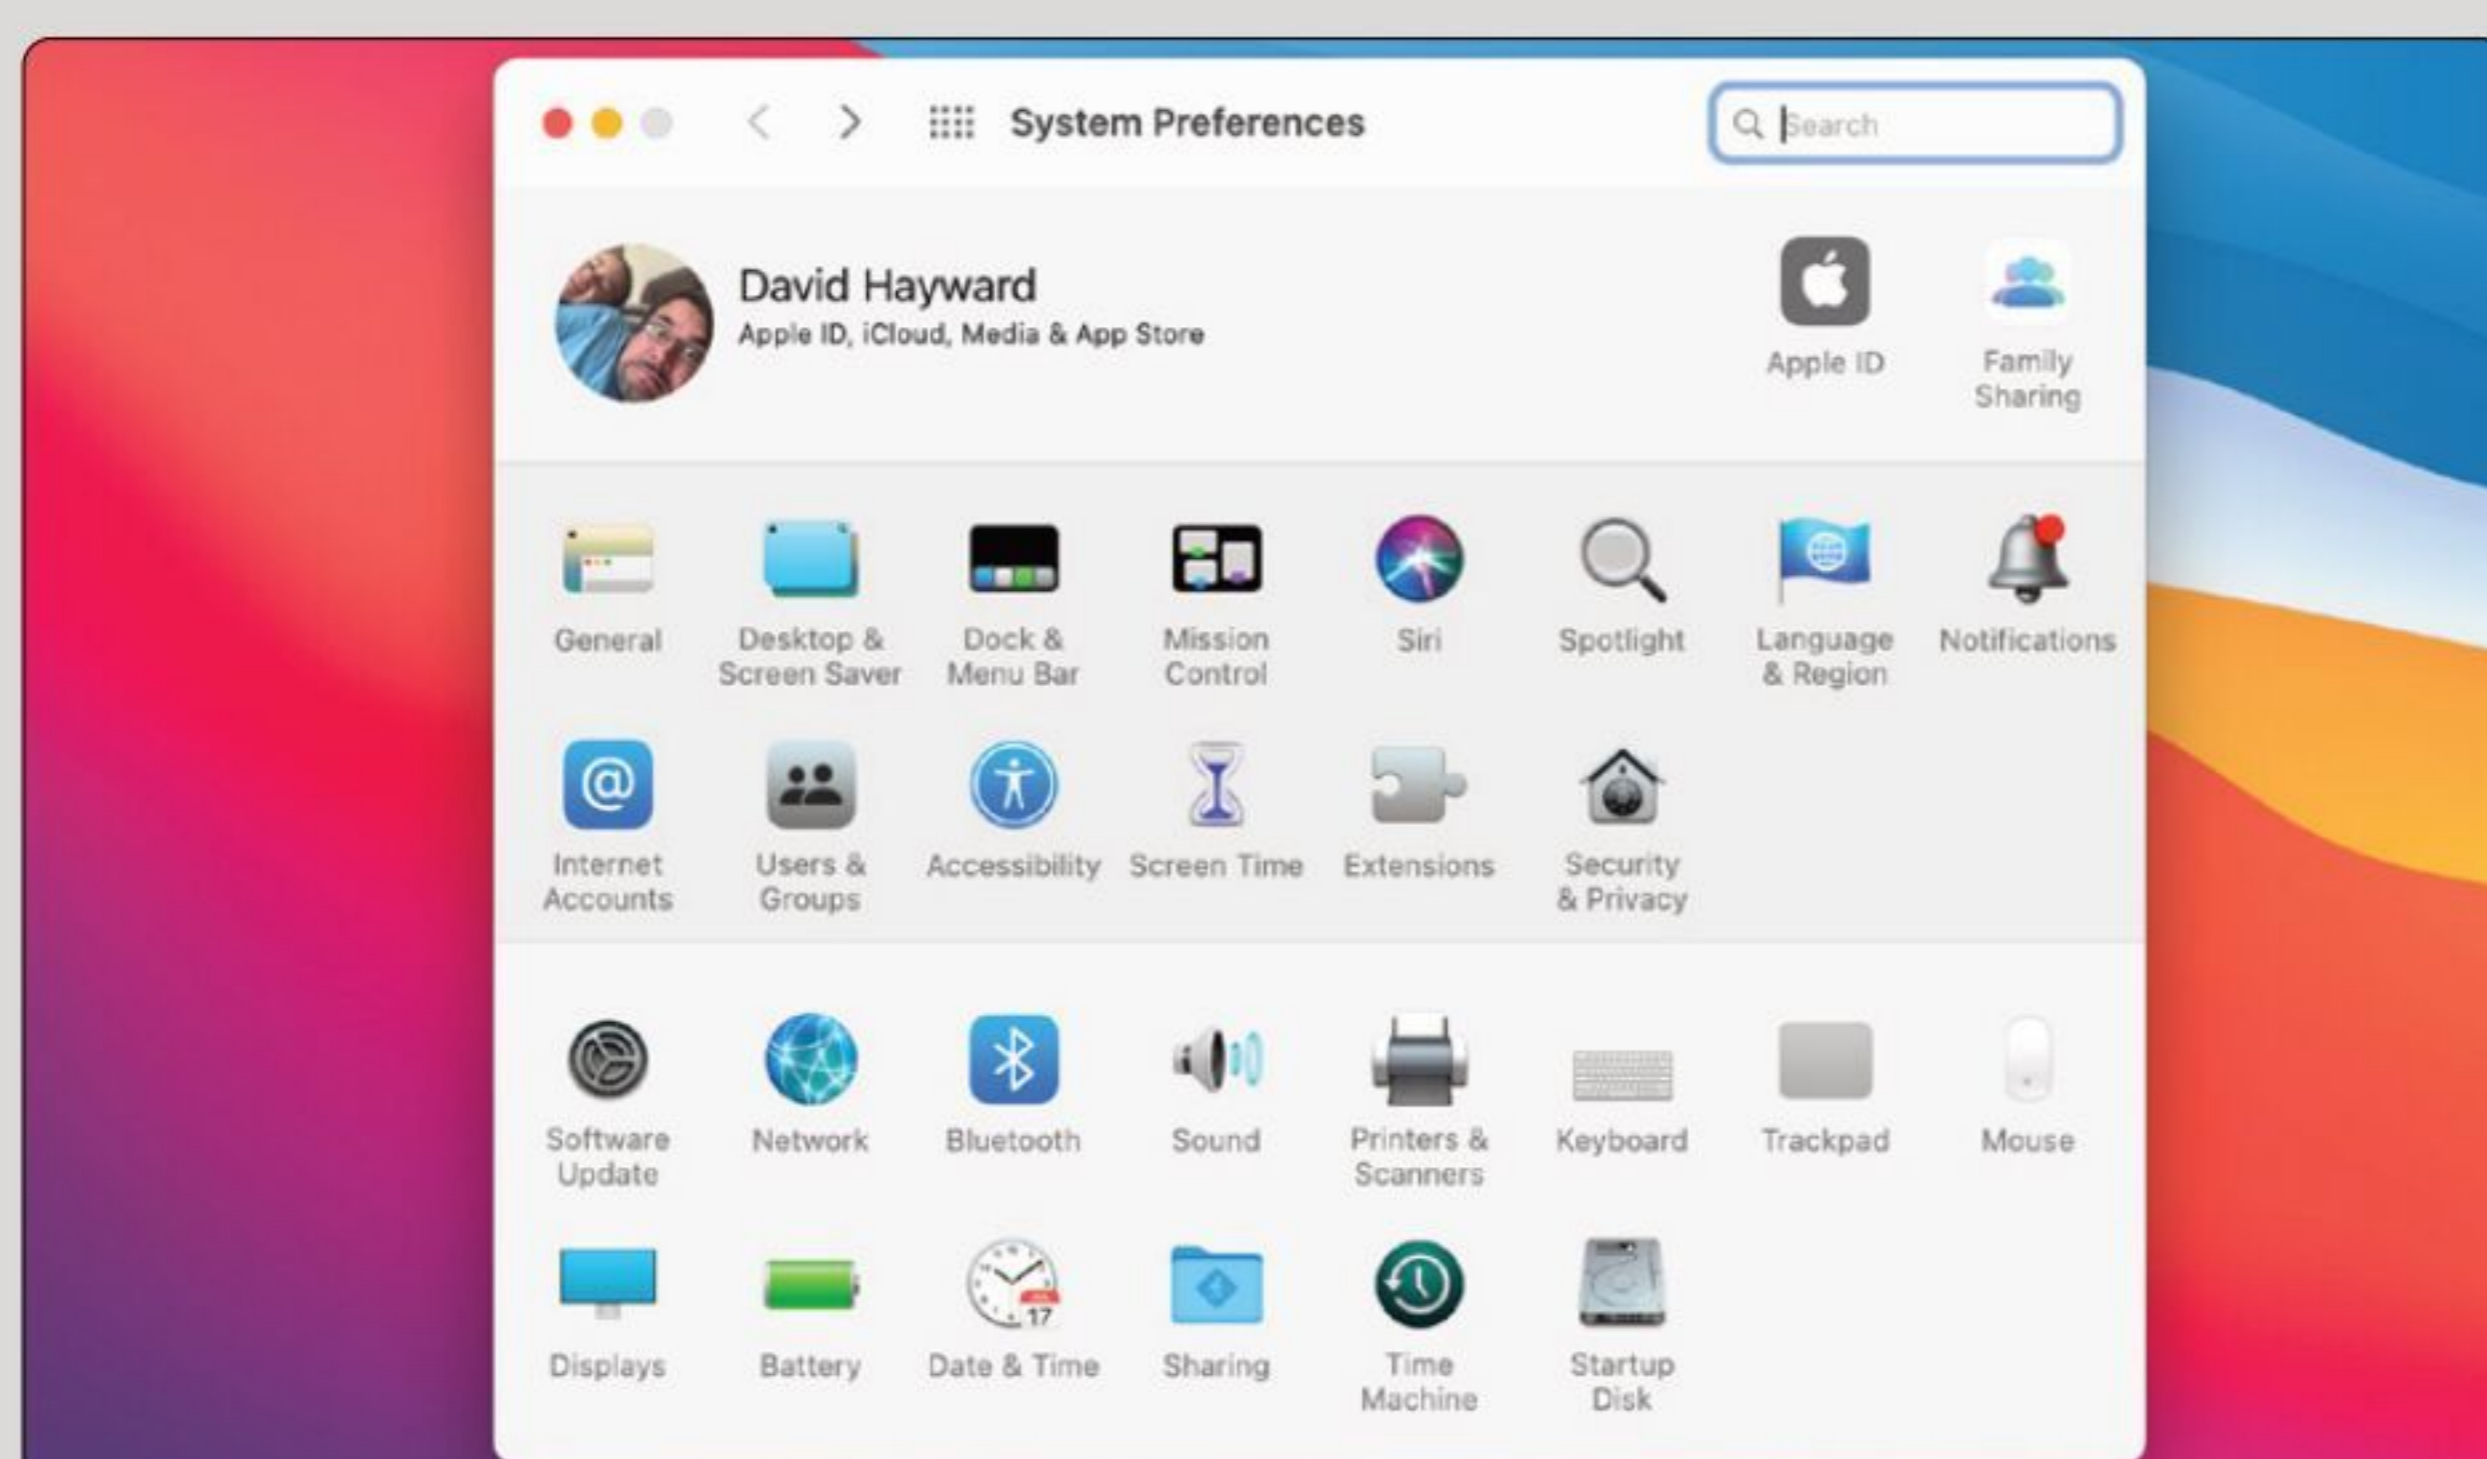 System Preferences
Search
David Hayward
Apple ID, iCloud, Media & App Store
Apple ID
Family
Sharing
General
Desktop &
Screen Saver
Dock &
Menu Bar
Mission
Control
Siri
Spotlight
Language
& Region
Notifications
Internet
Accounts
Users &
Groups
Accessibility
Screen Time
Extensions
Security
& Privacy
Software
Update
Network
Bluetooth
Sound
Printers &
Scanners
Keyboard
Trackpad
Mouse
Displays
Battery
17
Date & Time
Sharing
Time
Machine
Startup
Disk